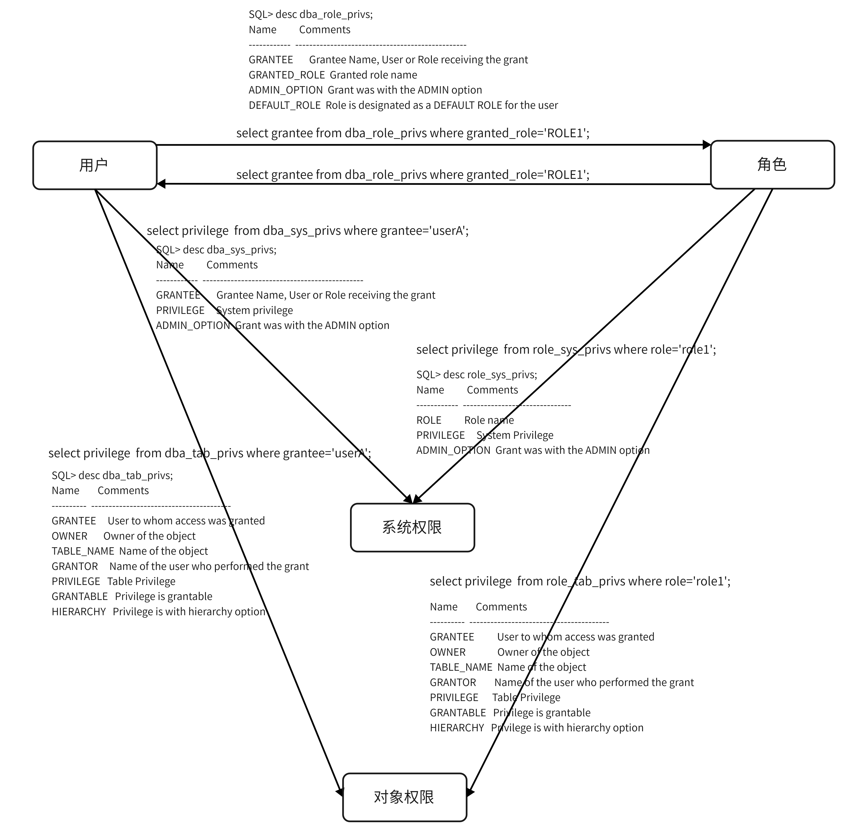 SQL> desc dba_role_privs;
Name Comments
------------ -------------------------------------------------
GRANTEE Grantee Name, User or Role receiving the grant
GRANTED_ROLE Granted role name
ADMIN_OPTION Grant was with the ADMIN option
DEFAULT_ROLE Role is designated as a DEFAULT ROLE for the user
select grantee from dba_role_privs where granted_role='ROLE1';
用户
角色
select grantee from dba_role_privs where granted_role='ROLE1';
select privilege from dba_sys_privs where grantee='userA';
SQL> desc dba_sys_privs;
Name Comments
------------ ----------------------------------------------
GRANTEE Grantee Name, User or Role receiving the grant
PRIVILEGE System privilege
ADMIN_OPTION Grant was with the ADMIN option
select privilege from role_sys_privs where role='role1';
SQL> desc role_sys_privs;
Name Comments
------------ -------------------------------
ROLE Role name
PRIVILEGE System Privilege
ADMIN_OPTION Grant was with the ADMIN option
select privilege from dba_tab_privs where grantee='userA';
SQL> desc dba_tab_privs;
Name Comments
---------- ----------------------------------------
GRANTEE User to whom access was granted
OWNER Owner of the object
TABLE_NAME Name of the object
GRANTOR Name of the user who performed the grant
PRIVILEGE Table Privilege
GRANTABLE Privilege is grantable
HIERARCHY Privilege is with hierarchy option
系统权限
select privilege from role_tab_privs where role='role1';
Name Comments
---------- ----------------------------------------
GRANTEE User to whom access was granted
OWNER Owner of the object
TABLE_NAME Name of the object
GRANTOR Name of the user who performed the grant
PRIVILEGE Table Privilege
GRANTABLE Privilege is grantable
HIERARCHY Privilege is with hierarchy option
对象权限